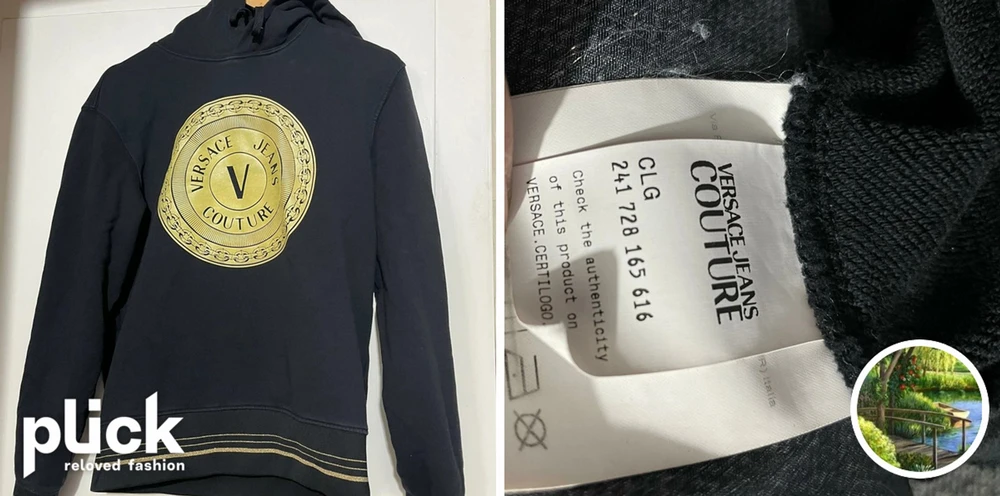 VERSACE JEANS
V
COUTURE
plick
reloved fashion
VERSACE JEANS
COUTURE
CLG
241 728 165 616
Check the authenticity
of this product on
VERSACE.CERTILOGO